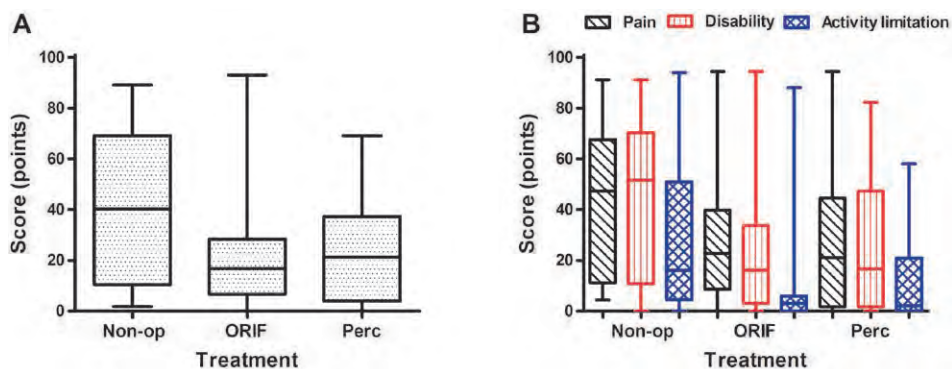 A
Score (points)
100
80
60
40
20
0
Non-op ORIF Perc
Treatment
B
Pain Disability Activity limitation
Score (points)
100
80
60
40
20
0
Non-op ORIF Perc
Treatment